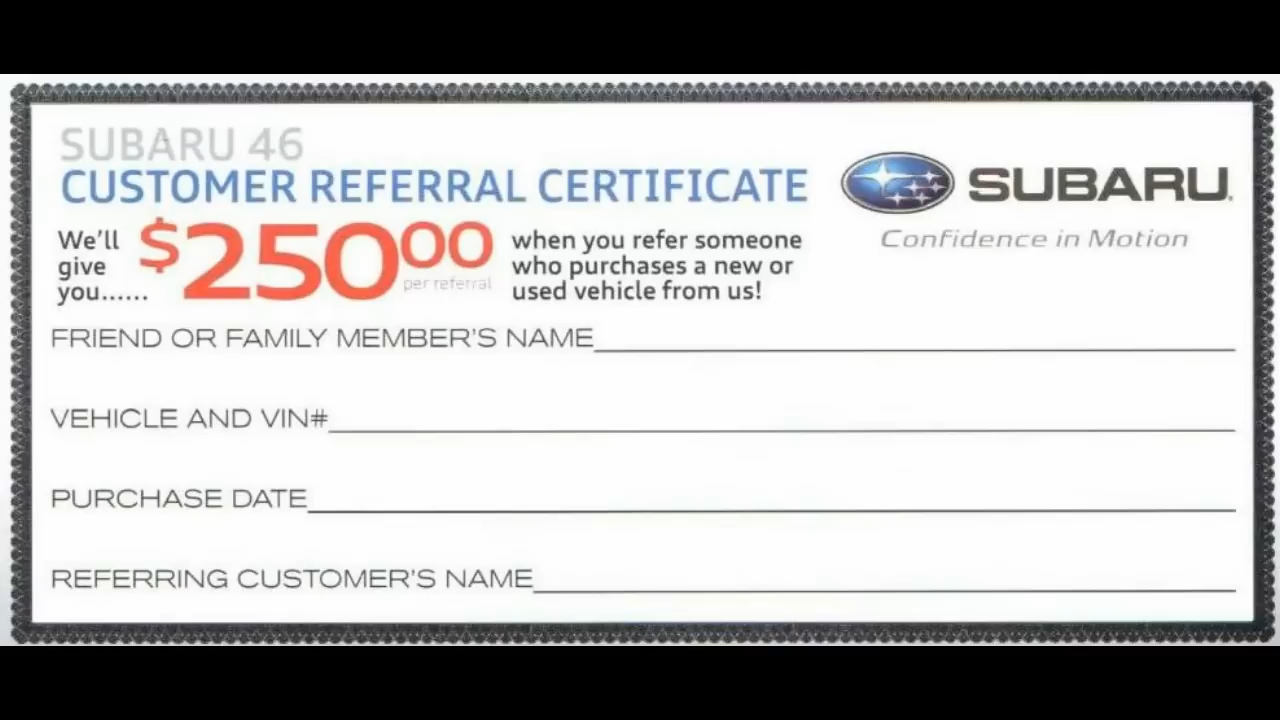 SUBARU 46
CUSTOMER REFERRAL CERTIFICATE
SUBARU.
Confidence in Motion
We'll give you......
$250 00
per referral
when you refer someone
who purchases a new or
used vehicle from us!
FRIEND OR FAMILY MEMBER'S NAME
VEHICLE AND VIN#
PURCHASE DATE
REFERRING CUSTOMER'S NAME